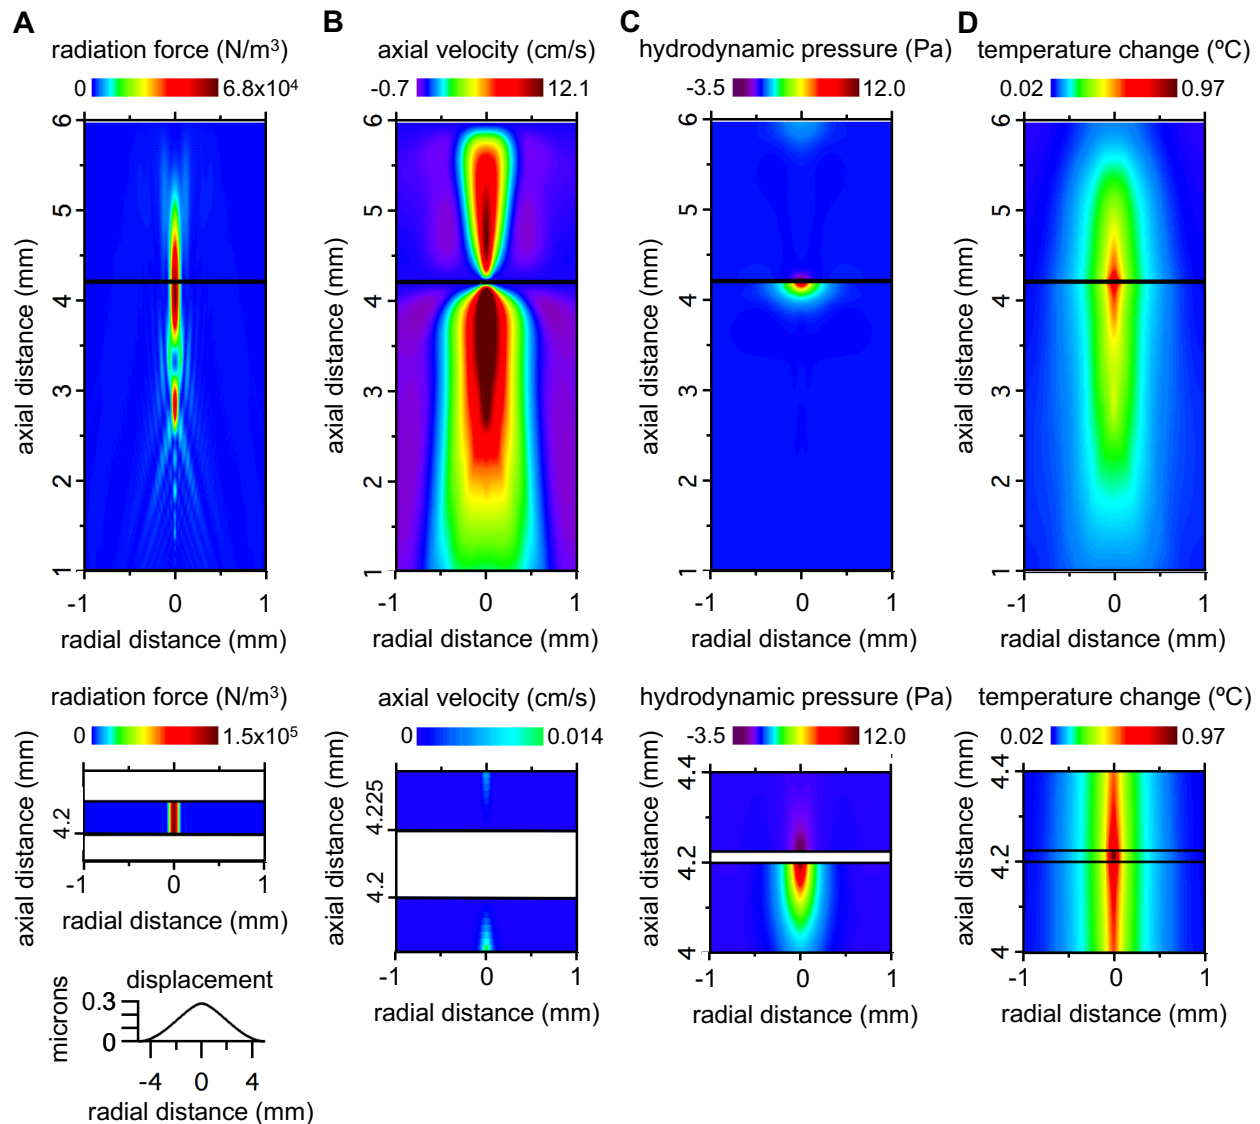 A
B
C
D
radiation force (N/m3)
axial velocity (cm/s)
hydrodynamic pressure (Pa)
temperature change (ºC)
0 6.8x10⁴
-0.7 12.1
-3.5 12.0
0.02 0.97
axial distance (mm)
6
5
4
3
2
1
-1 0 1
radial distance (mm)
axial distance (mm)
6
5
4
3
2
1
-1 0 1
radial distance (mm)
axial distance (mm)
6
5
4
3
2
1
-1 0 1
radial distance (mm)
axial distance (mm)
6
5
4
3
2
1
-1 0 1
radial distance (mm)
radiation force (N/m3)
0 1.5x10⁵
axial distance (mm)
4.2
-1 0 1
radial distance (mm)
axial velocity (cm/s)
0 0.014
axial distance (mm)
4.225
4.2
-1 0 1
radial distance (mm)
hydrodynamic pressure (Pa)
-3.5 12.0
axial distance (mm)
4.4
4.2
4
-1 0 1
radial distance (mm)
temperature change (ºC)
0.02 0.97
axial distance (mm)
4.4
4.2
4
-1 0 1
radial distance (mm)
displacement
microns
0.3
0
-4 0 4
radial distance (mm)